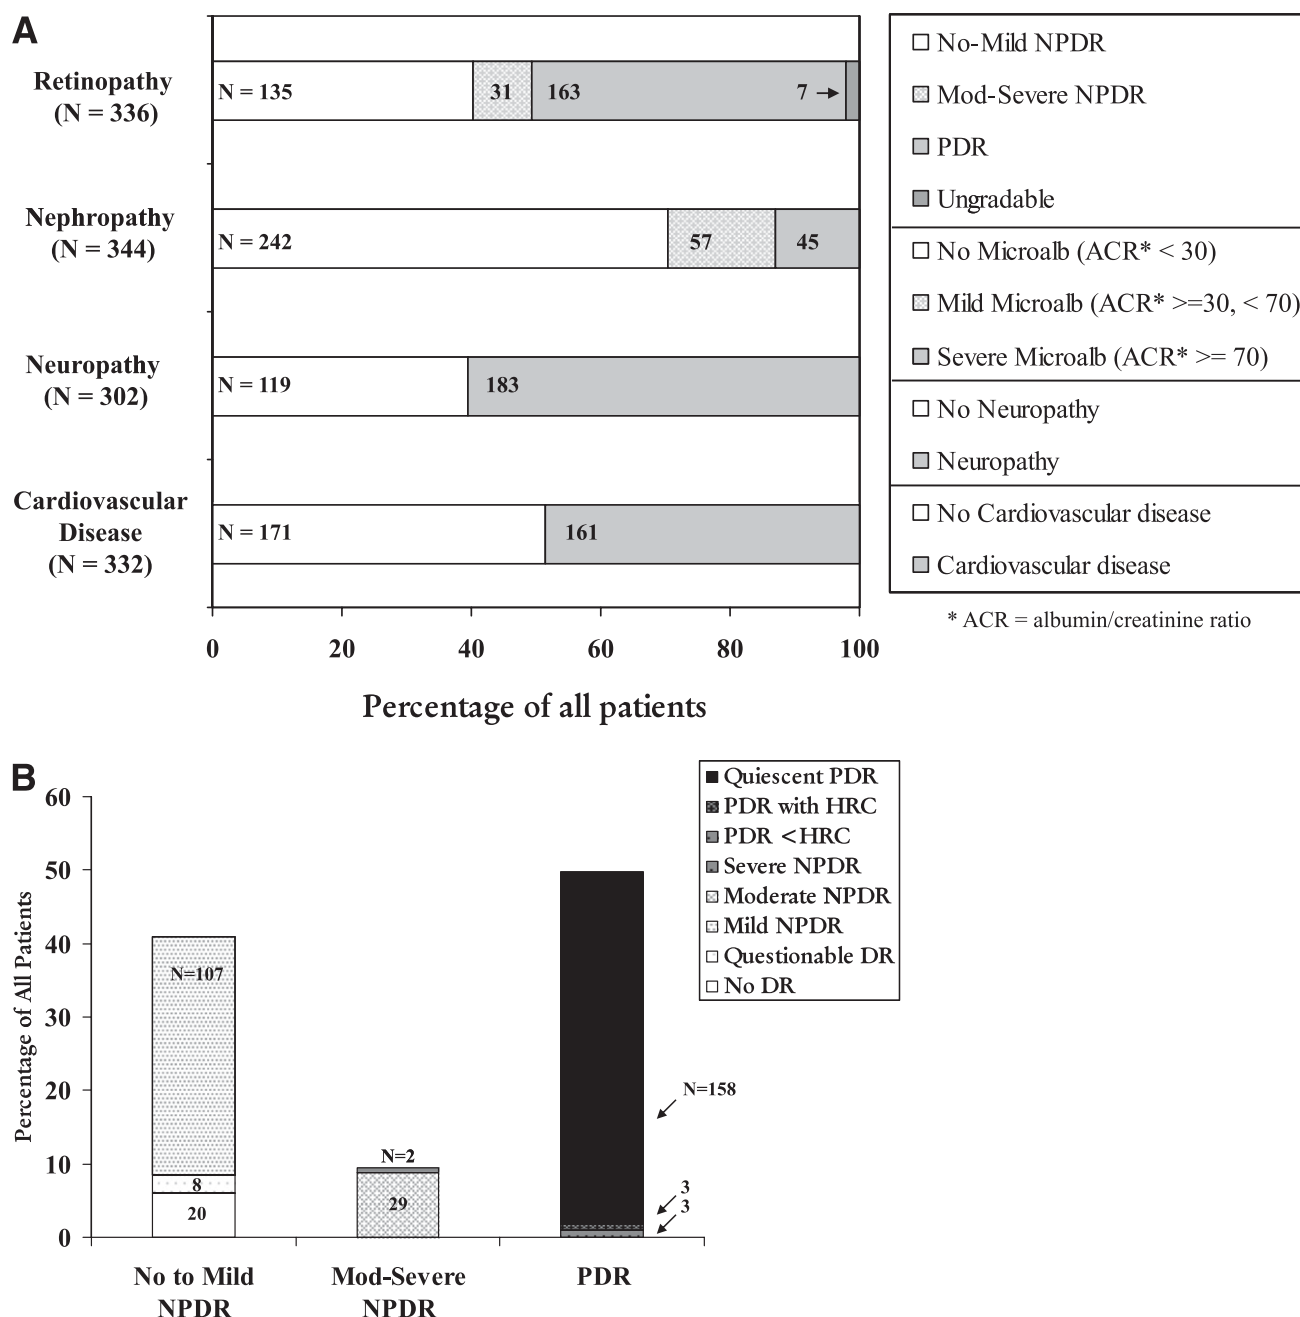 A
Retinopathy
(N = 336)
N = 135
31
163
7
Nephropathy
(N = 344)
N = 242
57
45
Neuropathy
(N = 302)
N = 119
183
Cardiovascular
Disease
(N = 332)
N = 171
161
0 20 40 60 80 100
Percentage of all patients
No-Mild NPDR
Mod-Severe NPDR
PDR
Ungradable
No Microalb (ACR* < 30)
Mild Microalb (ACR* >=30, < 70)
Severe Microalb (ACR* >= 70)
No Neuropathy
Neuropathy
No Cardiovascular disease
Cardiovascular disease
* ACR = albumin/creatinine ratio
B
Percentage of All Patients
60
50
40
30
20
10
0
N=107
8
20
N=2
29
N=158
3
3
No to Mild
NPDR
Mod-Severe
NPDR
PDR
Quiescent PDR
PDR with HRC
PDR <HRC
Severe NPDR
Moderate NPDR
Mild NPDR
Questionable DR
No DR